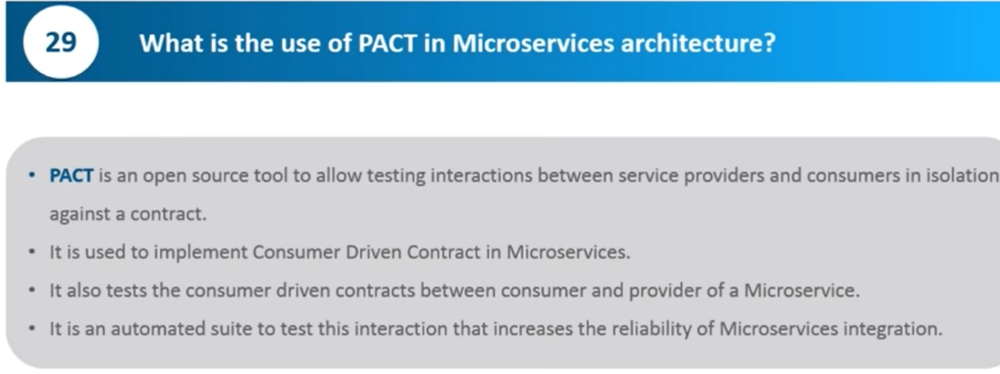 29
What is the use of PACT in Microservices architecture?
• PACT is an open source tool to allow testing interactions between service providers and consumers in isolation
against a contract.
• It is used to implement Consumer Driven Contract in Microservices.
• It also tests the consumer driven contracts between consumer and provider of a Microservice.
• It is an automated suite to test this interaction that increases the reliability of Microservices integration.